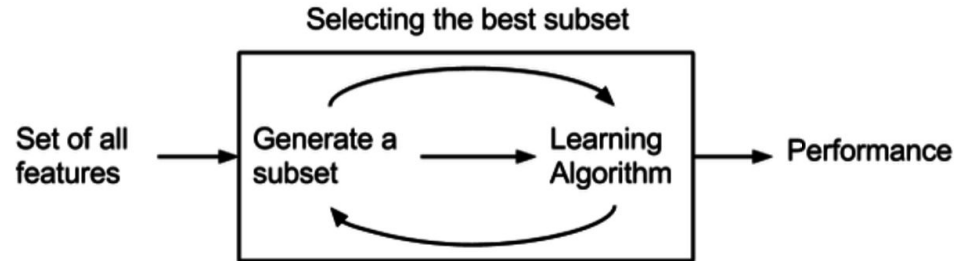 Selecting the best subset
Set of all
features
Generate a
subset
Learning
Algorithm
Performance